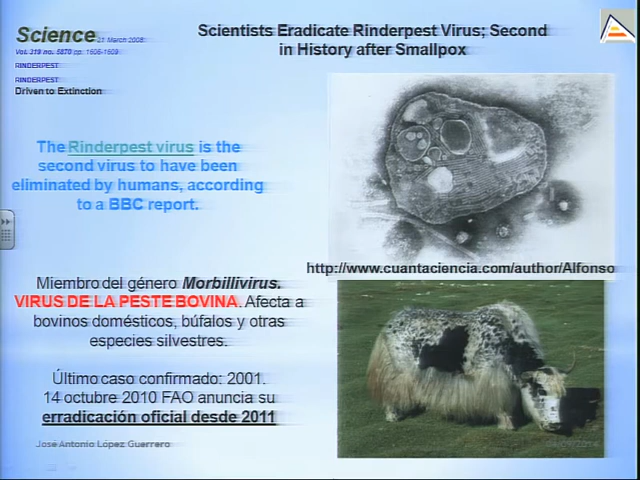 Science 21 March 2008:
Vol. 319 no. 5870 pp. 1606-1609
RINDERPEST
RINDERPEST
Driven to Extinction
Scientists Eradicate Rinderpest Virus; Second
in History after Smallpox
The Rinderpest virus is the
second virus to have been
eliminated by humans, according
to a BBC report.
http://www.cuantaciencia.com/author/Alfonso
Miembro del género Morbillivirus.
VIRUS DE LA PESTE BOVINA. Afecta a
bovinos domésticos, búfalos y otras
especies silvestres.
Último caso confirmado: 2001.
14 octubre 2010 FAO anuncia su
erradicación oficial desde 2011
José Antonio López Guerrero